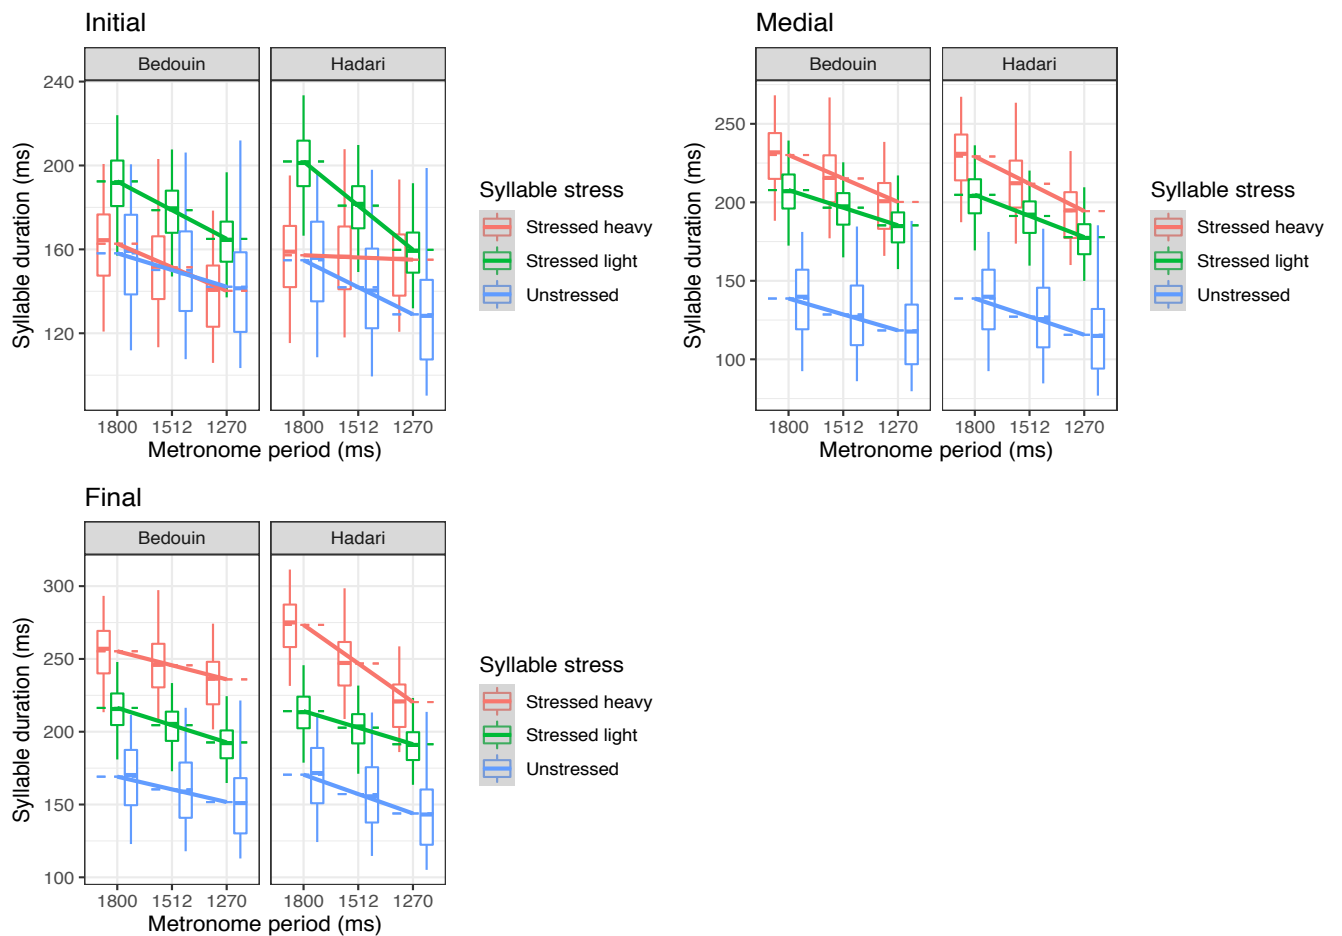 Initial
Bedouin Hadari
240
200
160
120
Syllable duration (ms)
1800 1512 1270 1800 1512 1270
Metronome period (ms)
Syllable stress
Stressed heavy
Stressed light
Unstressed
Medial
Bedouin Hadari
250
200
150
100
Syllable duration (ms)
1800 1512 1270 1800 1512 1270
Metronome period (ms)
Syllable stress
Stressed heavy
Stressed light
Unstressed
Final
Bedouin Hadari
300
250
200
150
100
Syllable duration (ms)
1800 1512 1270 1800 1512 1270
Metronome period (ms)
Syllable stress
Stressed heavy
Stressed light
Unstressed